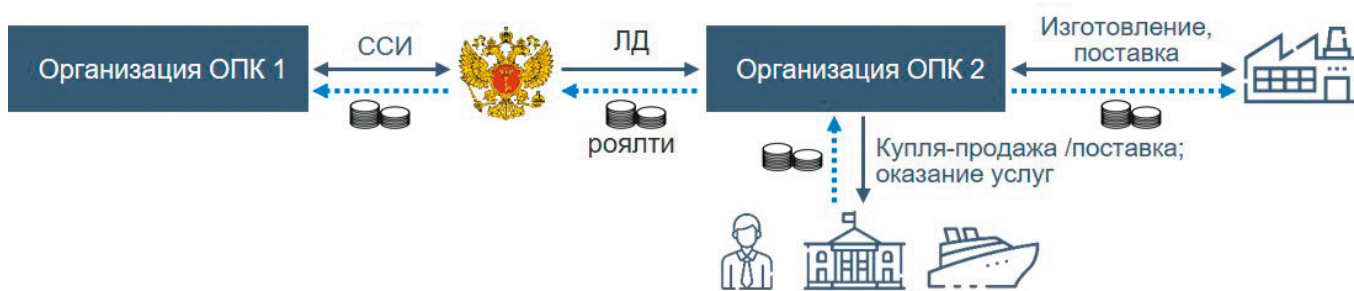 Организация ОПК 1
ССИ
ЛД
роялти
Организация ОПК 2
Изготовление,
поставка
Купля-продажа /поставка;
оказание услуг